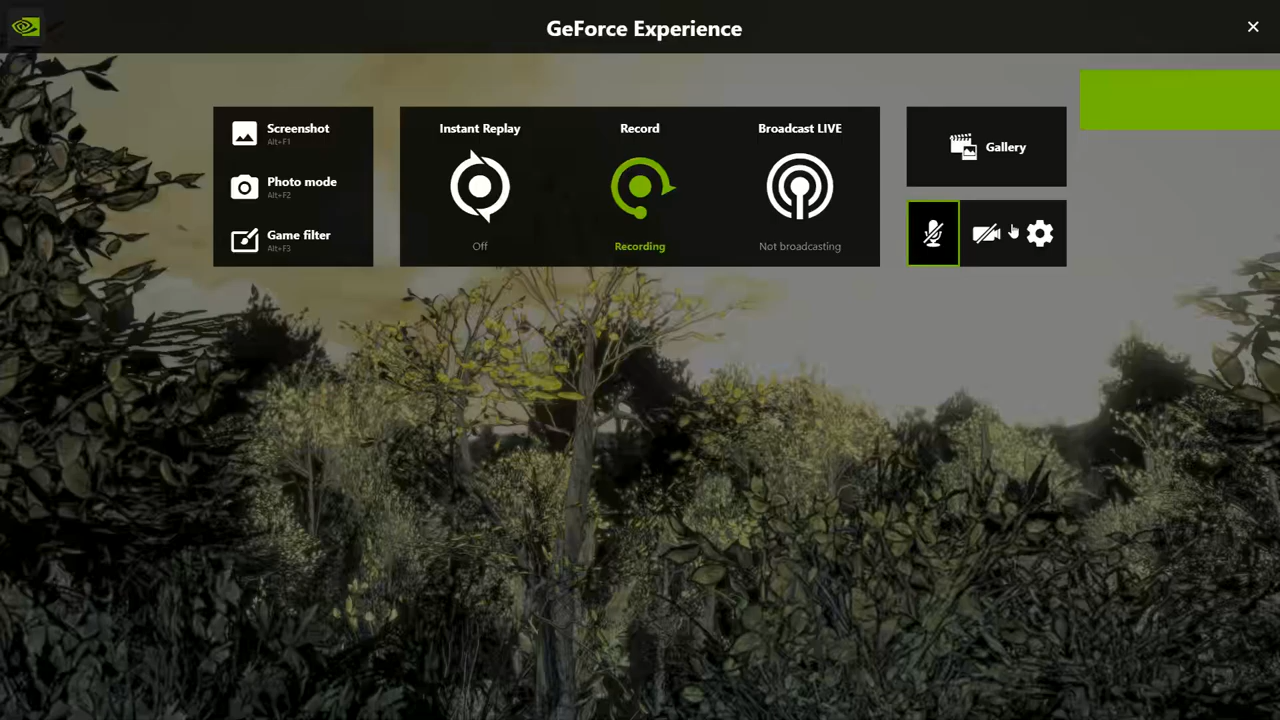 GeForce Experience
Screenshot
Alt+F1
Photo mode
Alt+F2
Game filter
Alt+F3
Instant Replay
Off
Record
Recording
Broadcast LIVE
Not broadcasting
Gallery